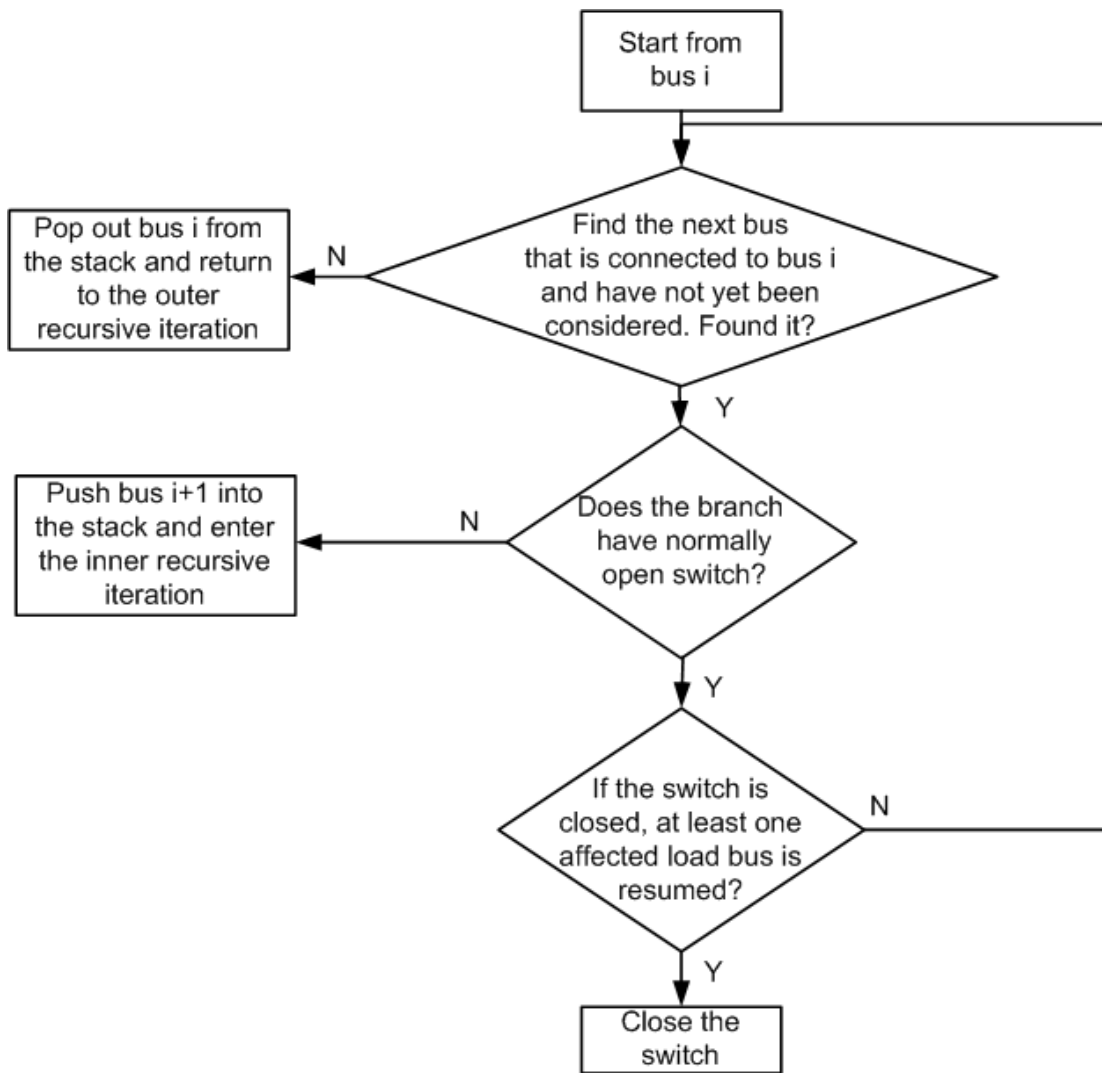 Start from
bus i
Find the next bus
that is connected to bus i
and have not yet been
considered. Found it?
N
Pop out bus i from
the stack and return
to the outer
recursive iteration
Y
Does the branch
have normally
open switch?
N
Push bus i+1 into
the stack and enter
the inner recursive
iteration
Y
If the switch is
closed, at least one
affected load bus is
resumed?
N
Y
Close the
switch